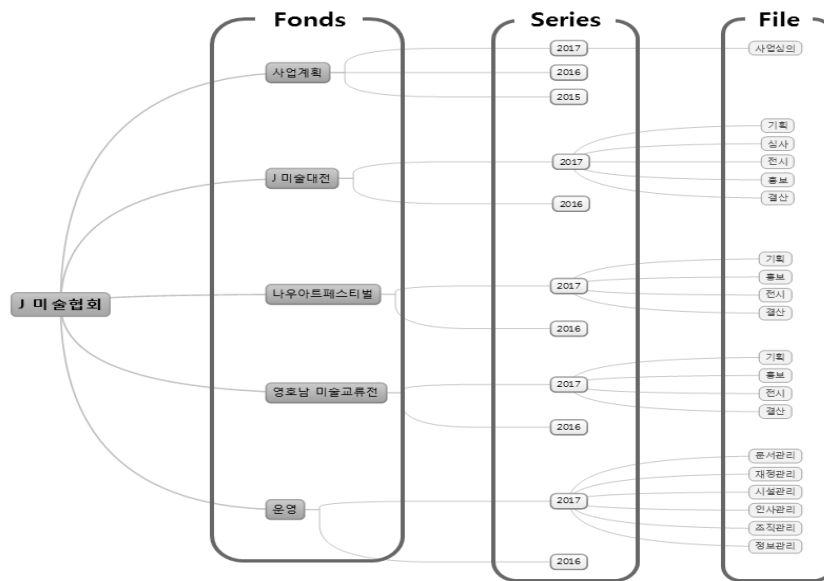 Fonds
Series
File
J 미술협회
사업계획
2017
사업심의
2016
2015
J 미술대전
2017
기획
심사
전시
홍보
결산
2016
나우아트페스티벌
2017
기획
홍보
전시
결산
2016
영호남 미술교류전
2017
기획
홍보
전시
결산
2016
운영
2017
문서관리
재정관리
시설관리
인사관리
조직관리
정보관리
2016